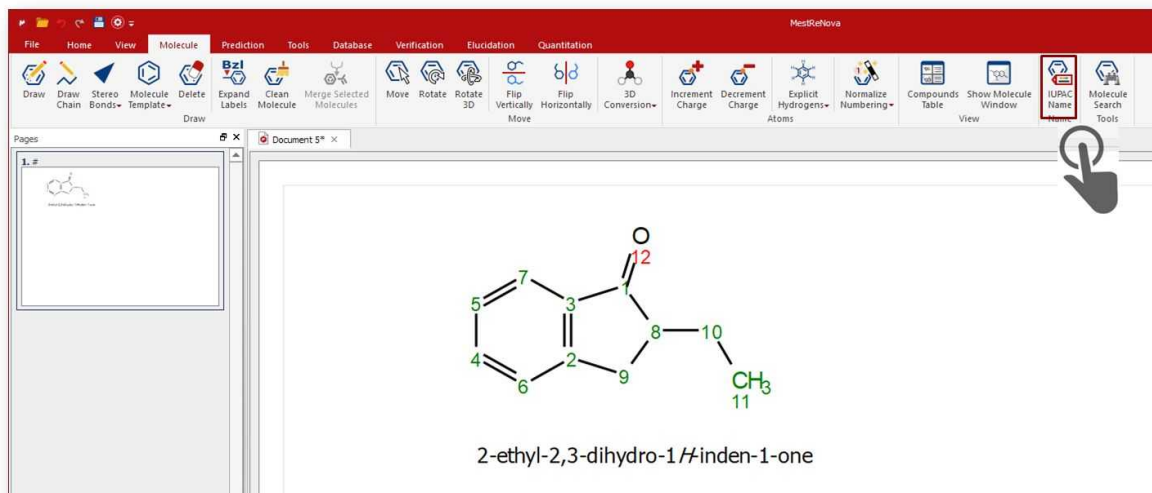 MestReNova
File Home View Molecule Prediction Tools Database Verification Elucidation Quantitation
Draw
Draw Chain
Stereo Bonds
Molecule Template
Delete
Bzl
Expand Labels
Clean Molecule
Merge Selected Molecules
Move
Rotate
Rotate 3D
Flip Vertically
Flip Horizontally
3D Conversion
Increment Charge
Decrement Charge
Explicit Hydrogens
Normalize Numbering
Compounds Table
Show Molecule Window
IUPAC Name
Molecule Search
Draw Move Atoms View Name Tools
Pages
Document 5*
1. #
O
12
7
1
5
3
8
10
4
2
9
6
CH3
11
2-ethyl-2,3-dihydro-1H-inden-1-one